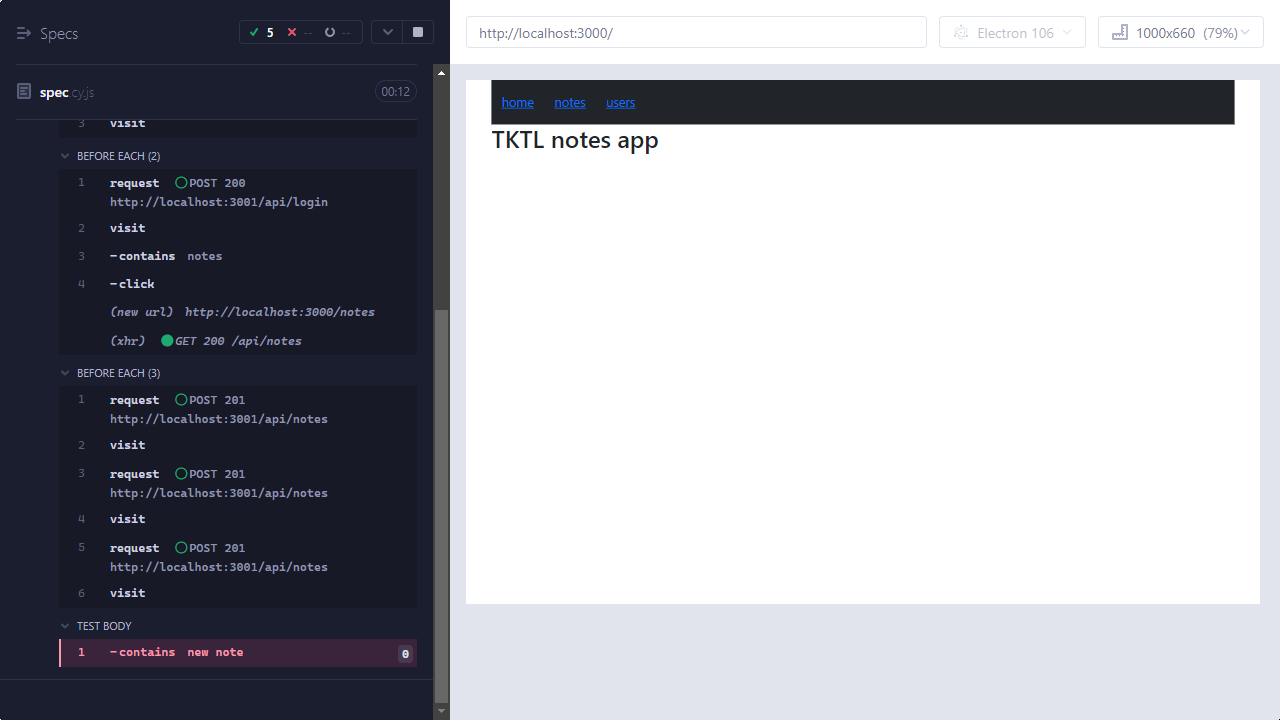 Specs
5
--
--
http://localhost:3000/
Electron 106
1000x660 (79%)
spec.cy.js
00:12
3 visit
BEFORE EACH (2)
1 request POST 200
http://localhost:3001/api/login
2 visit
3 -contains notes
4 -click
(new url) http://localhost:3000/notes
(xhr) GET 200 /api/notes
BEFORE EACH (3)
1 request POST 201
http://localhost:3001/api/notes
2 visit
3 request POST 201
http://localhost:3001/api/notes
4 visit
5 request POST 201
http://localhost:3001/api/notes
6 visit
TEST BODY
1 -contains new note 0
home notes users
TKTL notes app